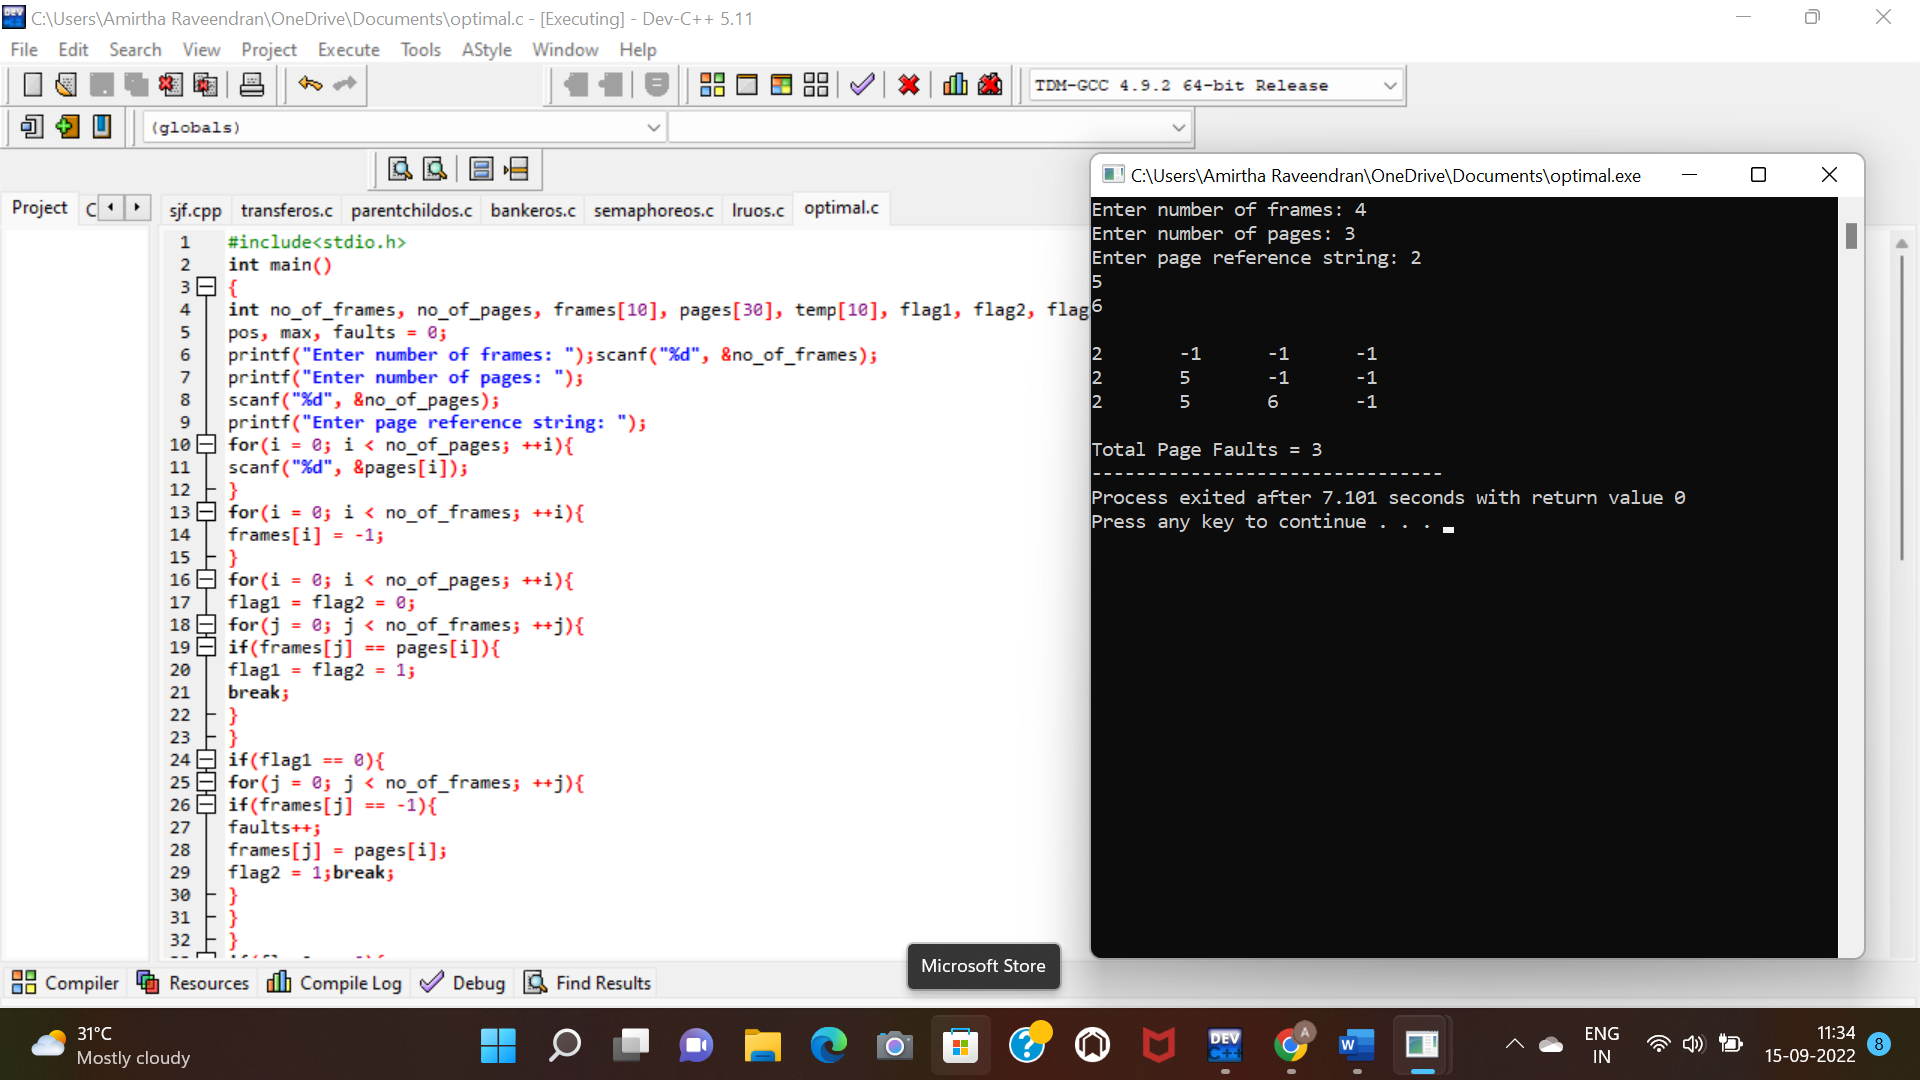 C:\Users\Amirtha Raveendran\OneDrive\Documents\optimal.c - [Executing] - Dev-C++ 5.11
File Edit Search View Project Execute Tools AStyle Window Help
TDM-GCC 4.9.2 64-bit Release
(globals)
Project C
sjf.cpp transferos.c parentchildos.c bankeros.c semaphoreos.c lruos.c optimal.c
1 #include<stdio.h>
2 int main()
3 {
4 int no_of_frames, no_of_pages, frames[10], pages[30], temp[10], flag1, flag2, flag
5 pos, max, faults = 0;
6 printf("Enter number of frames: ");scanf("%d", &no_of_frames);
7 printf("Enter number of pages: ");
8 scanf("%d", &no_of_pages);
9 printf("Enter page reference string: ");
10 for(i = 0; i < no_of_pages; ++i){
11 scanf("%d", &pages[i]);
12 }
13 for(i = 0; i < no_of_frames; ++i){
14 frames[i] = -1;
15 }
16 for(i = 0; i < no_of_pages; ++i){
17 flag1 = flag2 = 0;
18 for(j = 0; j < no_of_frames; ++j){
19 if(frames[j] == pages[i]){
20 flag1 = flag2 = 1;
21 break;
22 }
23 }
24 if(flag1 == 0){
25 for(j = 0; j < no_of_frames; ++j){
26 if(frames[j] == -1){
27 faults++;
28 frames[j] = pages[i];
29 flag2 = 1;break;
30 }
31 }
32 }
C:\Users\Amirtha Raveendran\OneDrive\Documents\optimal.exe
Enter number of frames: 4
Enter number of pages: 3
Enter page reference string: 2
5
6
2 -1 -1 -1
2 5 -1 -1
2 5 6 -1
Total Page Faults = 3
--------------------------------
Process exited after 7.101 seconds with return value 0
Press any key to continue . . .
Microsoft Store
Compiler Resources Compile Log Debug Find Results
31°C
Mostly cloudy
DEV C++
A
W
ENG
IN
11:34
15-09-2022
8